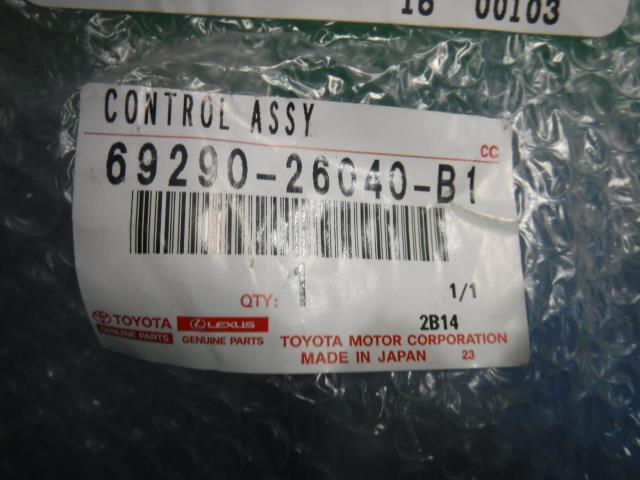 16 00103
CONTROL ASSY
CC
69290-26040-B1
QTY: 1
1/1
2B14
TOYOTA
GENUINE PARTS
LEXUS
GENUINE PARTS
TOYOTA MOTOR CORPORATION
MADE IN JAPAN 23